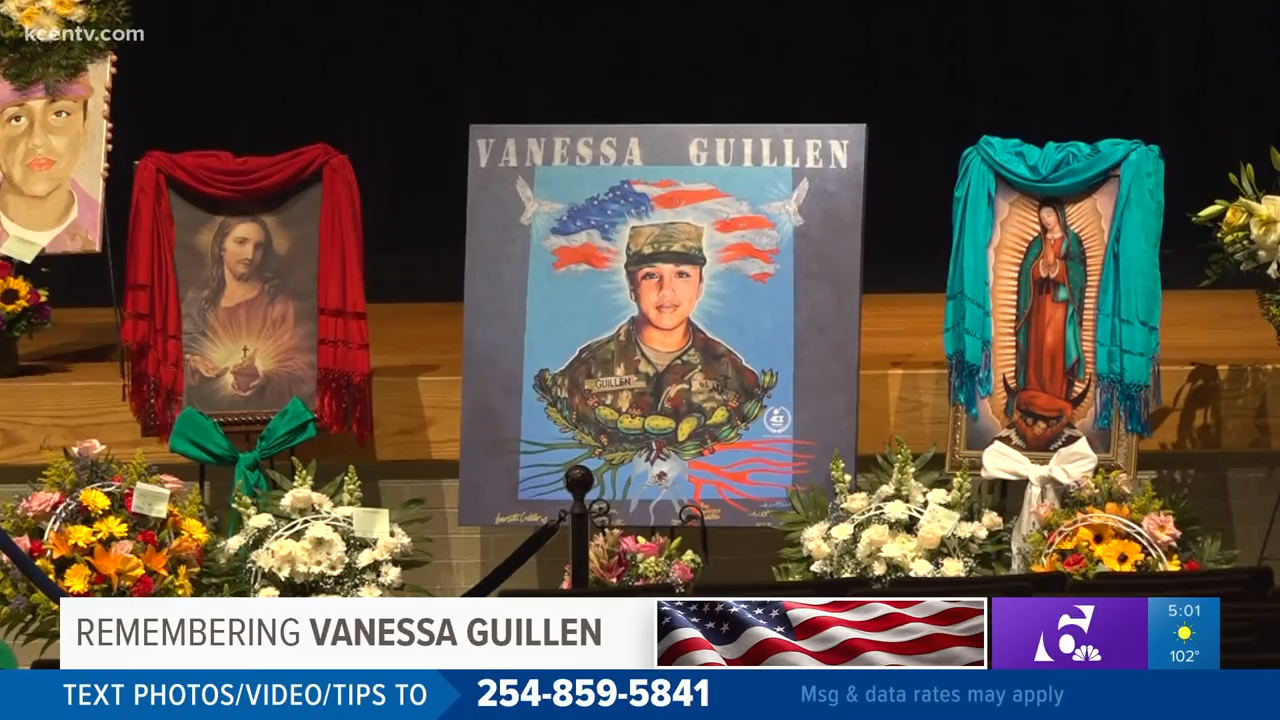 kcentv.com
VANESSA GUILLEN
GUILLEN
REMEMBERING VANESSA GUILLEN
6
5:01
102°
TEXT PHOTOS/VIDEO/TIPS TO 254-859-5841 Msg & data rates may apply